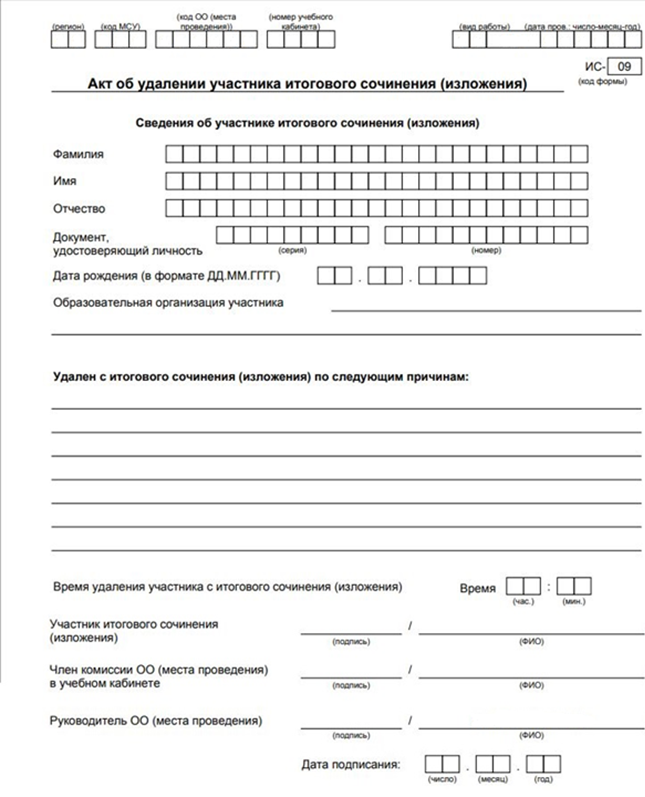 (регион) (код МСУ) (код ОО (места проведения)) (номер учебного кабинета) (вид работы) (дата пров.: число-месяц-год)
ИС- 09
(код формы)
Акт об удалении участника итогового сочинения (изложения)
Сведения об участнике итогового сочинения (изложения)
Фамилия
Имя
Отчество
Документ,
удостоверяющий личность (серия) (номер)
Дата рождения (в формате ДД.ММ.ГГГГ) . .
Образовательная организация участника
Удален с итогового сочинения (изложения) по следующим причинам:
Время удаления участника с итогового сочинения (изложения) Время :
(час.) (мин.)
Участник итогового сочинения /
(изложения) (подпись) (ФИО)
Член комиссии ОО (места проведения) /
в учебном кабинете (подпись) (ФИО)
Руководитель ОО (места проведения) /
(подпись) (ФИО)
Дата подписания: . .
(число) (месяц) (год)